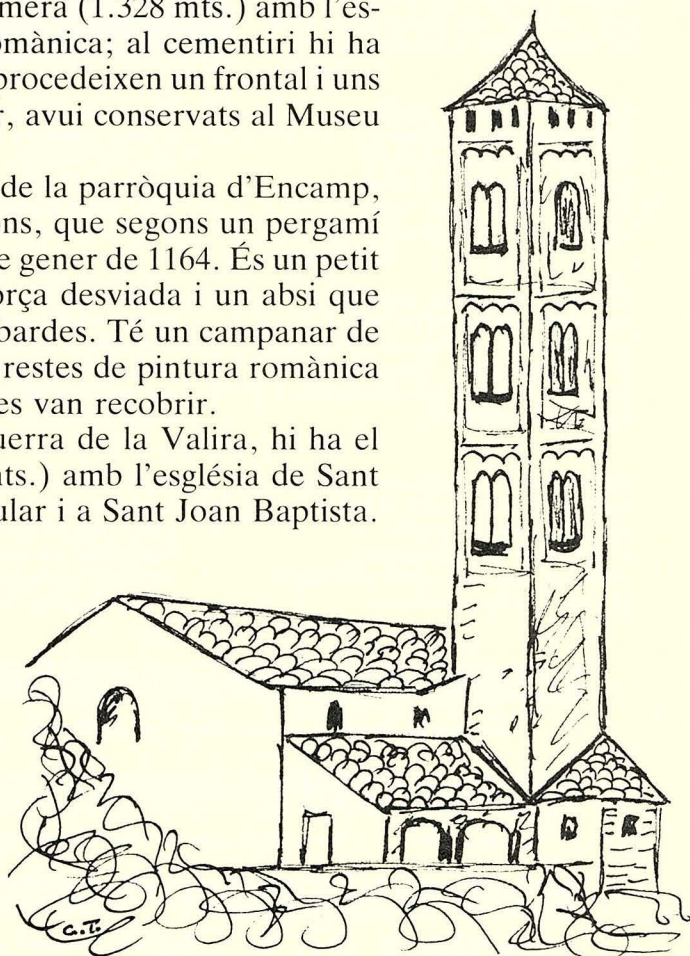 mera (1.328 mts.) amb l'es-
omànica; al cementiri hi ha
procedeixen un frontal i uns
r, avui conservats al Museu
de la parròquia d'Encamp,
ns, que segons un pergamí
e gener de 1164. És un petit
orça desviada i un absi que
bardes. Té un campanar de
restes de pintura romànica
es van recobrir.
uerra de la Valira, hi ha el
ts.) amb l'església de Sant
ular i a Sant Joan Baptista.
G.T.